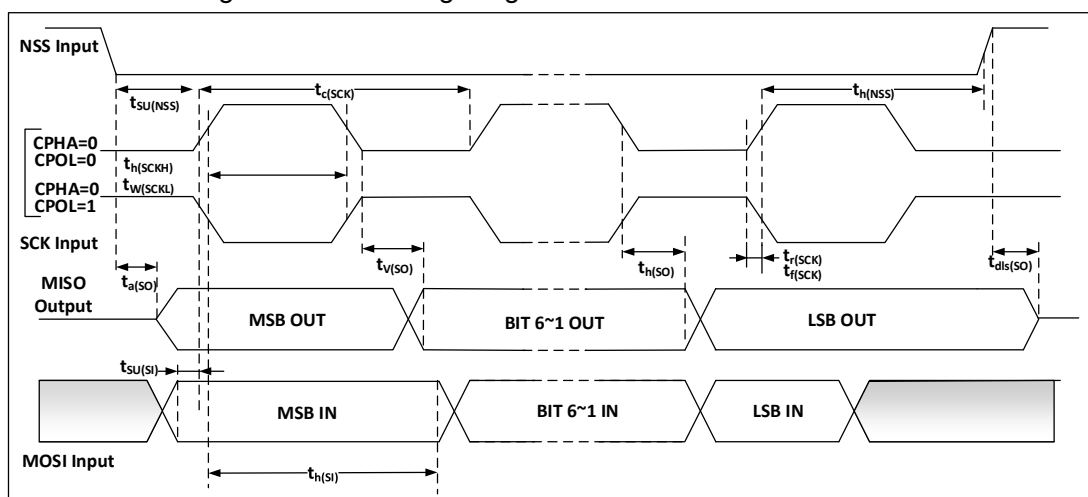 NSS Input
tSU(NSS)
tc(SCK)
th(NSS)
CPHA=0
CPOL=0
th(SCKH)
tW(SCKL)
CPHA=0
CPOL=1
SCK Input
ta(SO)
tV(SO)
th(SO)
tr(SCK)
tf(SCK)
tdls(SO)
MISO
Output
MSB OUT
BIT 6~1 OUT
LSB OUT
tSU(SI)
MSB IN
BIT 6~1 IN
LSB IN
MOSI Input
th(SI)